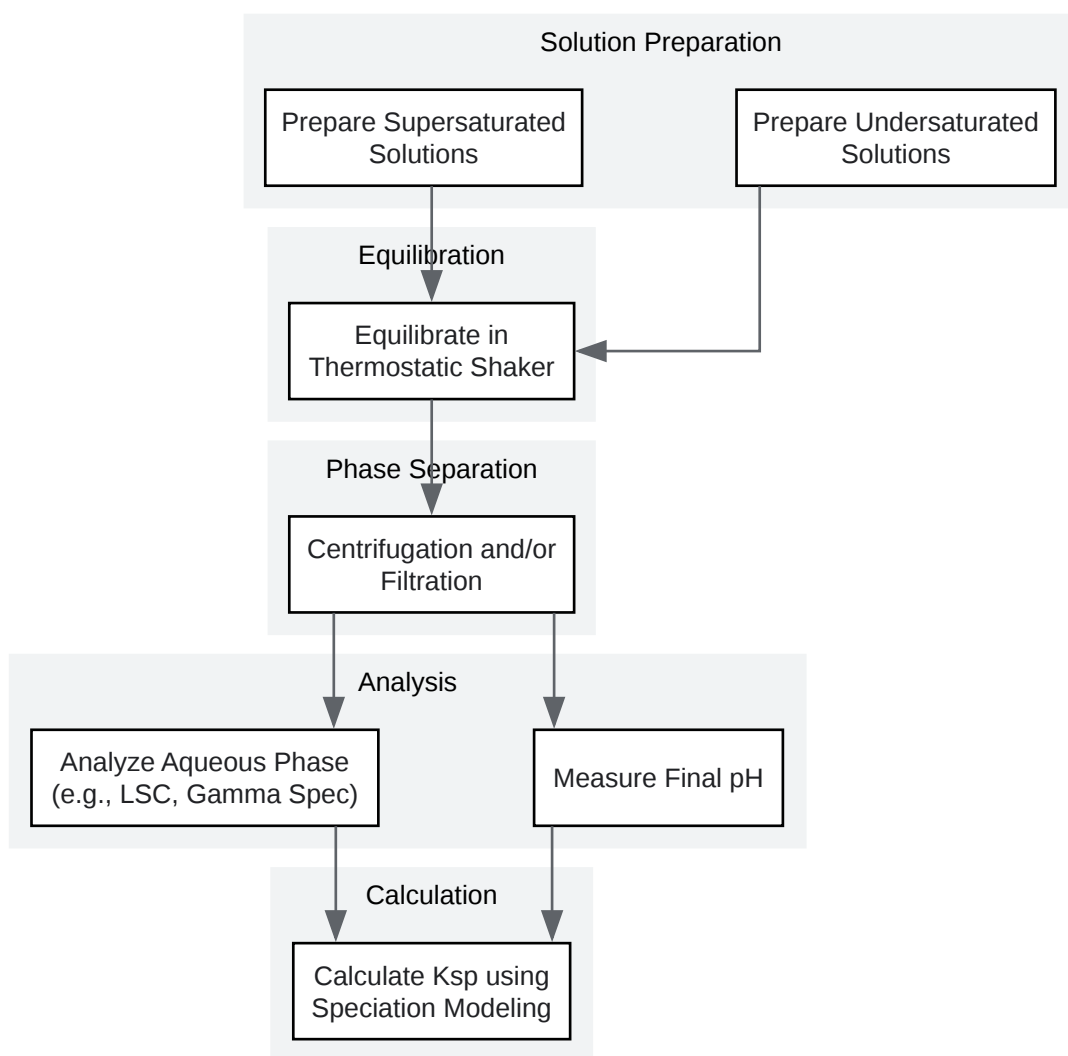 Solution Preparation
Prepare Supersaturated
Solutions
Prepare Undersaturated
Solutions
Equilibration
Equilibrate in
Thermostatic Shaker
Phase Separation
Centrifugation and/or
Filtration
Analysis
Analyze Aqueous Phase
(e.g., LSC, Gamma Spec)
Measure Final pH
Calculation
Calculate Ksp using
Speciation Modeling